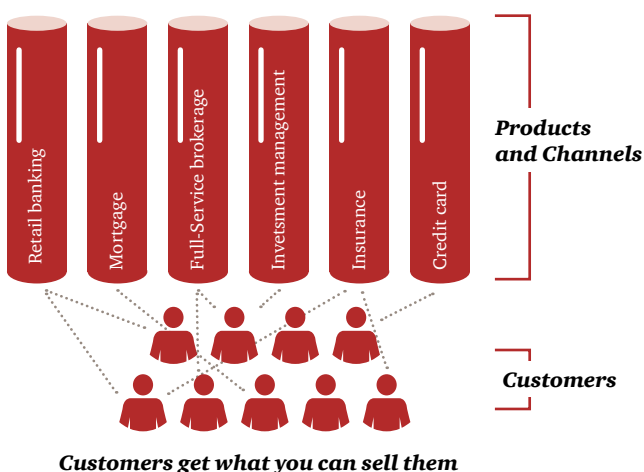 Retail banking
Mortgage
Full-Service brokerage
Invetsment management
Insurance
Credit card
Products
and Channels
Customers
Customers get what you can sell them